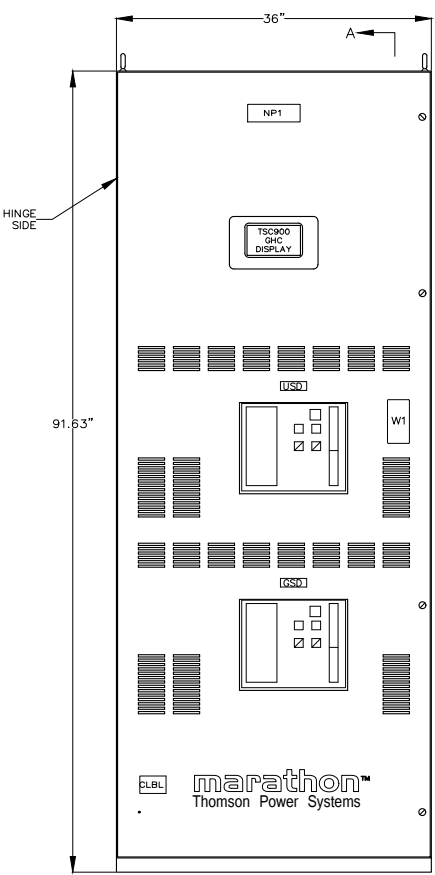 36"
A
NP1
HINGE
SIDE
TSC900
GHC
DISPLAY
USD
91.63"
W1
GSD
CLBL
marathon™
Thomson Power Systems